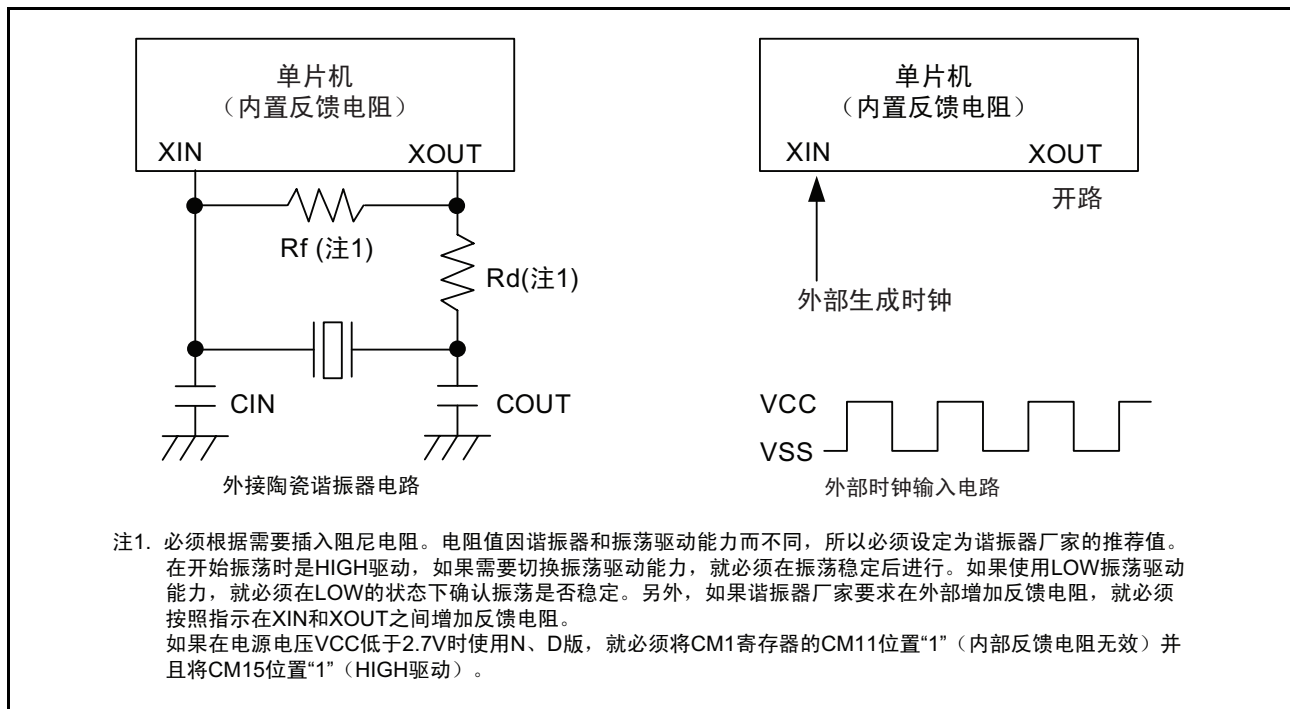 单片机
（内置反馈电阻）
XIN
XOUT
Rf (注1)
Rd(注1)
CIN
COUT
外接陶瓷谐振器电路
单片机
（内置反馈电阻）
XIN
XOUT
开路
外部生成时钟
VCC
VSS
外部时钟输入电路
注1. 必须根据需要插入阻尼电阻。电阻值因谐振器和振荡驱动能力而不同，所以必须设定为谐振器厂家的推荐值。
在开始振荡时是HIGH驱动，如果需要切换振荡驱动能力，就必须在振荡稳定后进行。如果使用LOW振荡驱动
能力，就必须在LOW的状态下确认振荡是否稳定。另外，如果谐振器厂家要求在外部增加反馈电阻，就必须
按照指示在XIN和XOUT之间增加反馈电阻。
如果在电源电压VCC低于2.7V时使用N、D版，就必须将CM1寄存器的CM11位置“1”（内部反馈电阻无效）并
且将CM15位置“1”（HIGH驱动）。